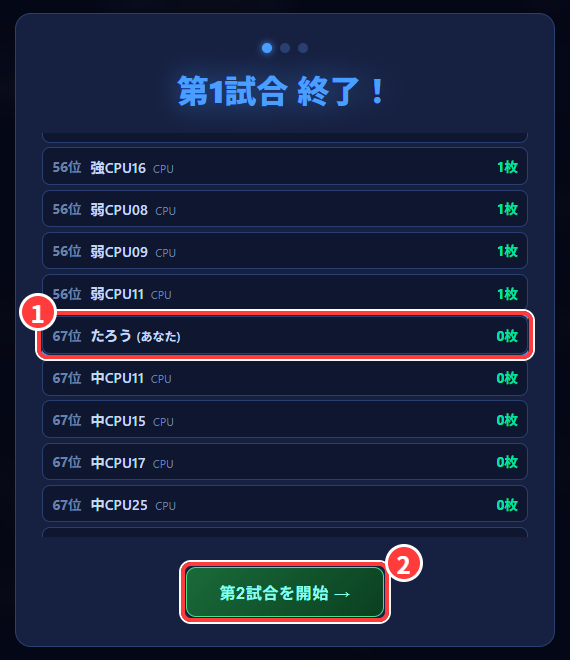 第1試合 終了！
56位 強CPU16 CPU 1枚
56位 弱CPU08 CPU 1枚
56位 弱CPU09 CPU 1枚
56位 弱CPU11 CPU 1枚
1
67位 たろう (あなた) 0枚
67位 中CPU11 CPU 0枚
67位 中CPU15 CPU 0枚
67位 中CPU17 CPU 0枚
67位 中CPU25 CPU 0枚
2
第2試合を開始 →